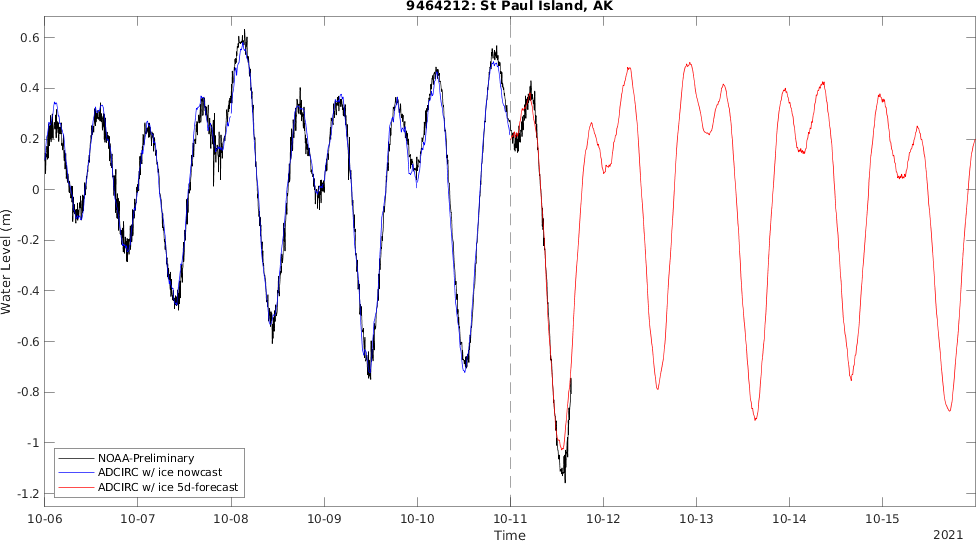 9464212: St Paul Island, AK
0.6
0.4
0.2
0
-0.2
-0.4
-0.6
-0.8
-1
-1.2
Water Level (m)
NOAA-Preliminary
ADCIRC w/ ice nowcast
ADCIRC w/ ice 5d-forecast
10-06 10-07 10-08 10-09 10-10 10-11 10-12 10-13 10-14 10-15
Time
2021